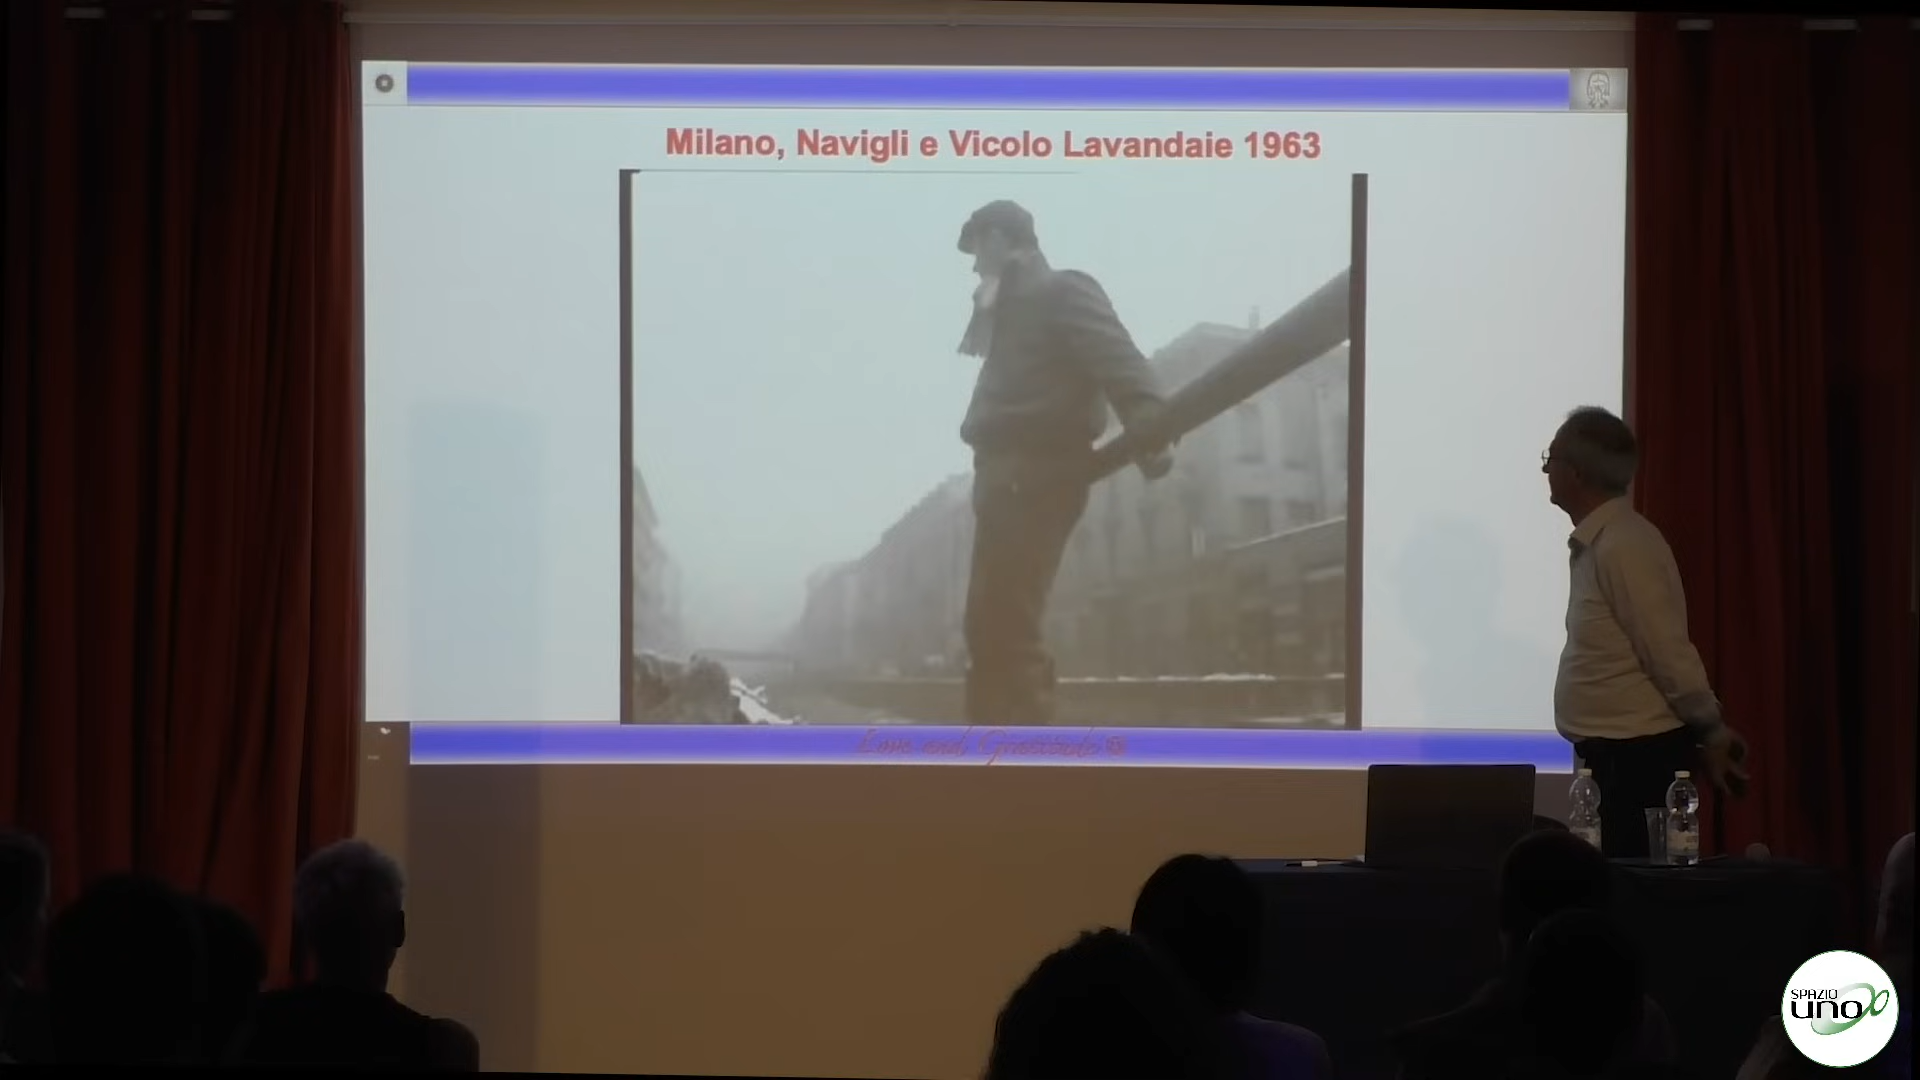 Milano, Navigli e Vicolo Lavandaie 1963
Love and Gratitude
SPAZIO
uno